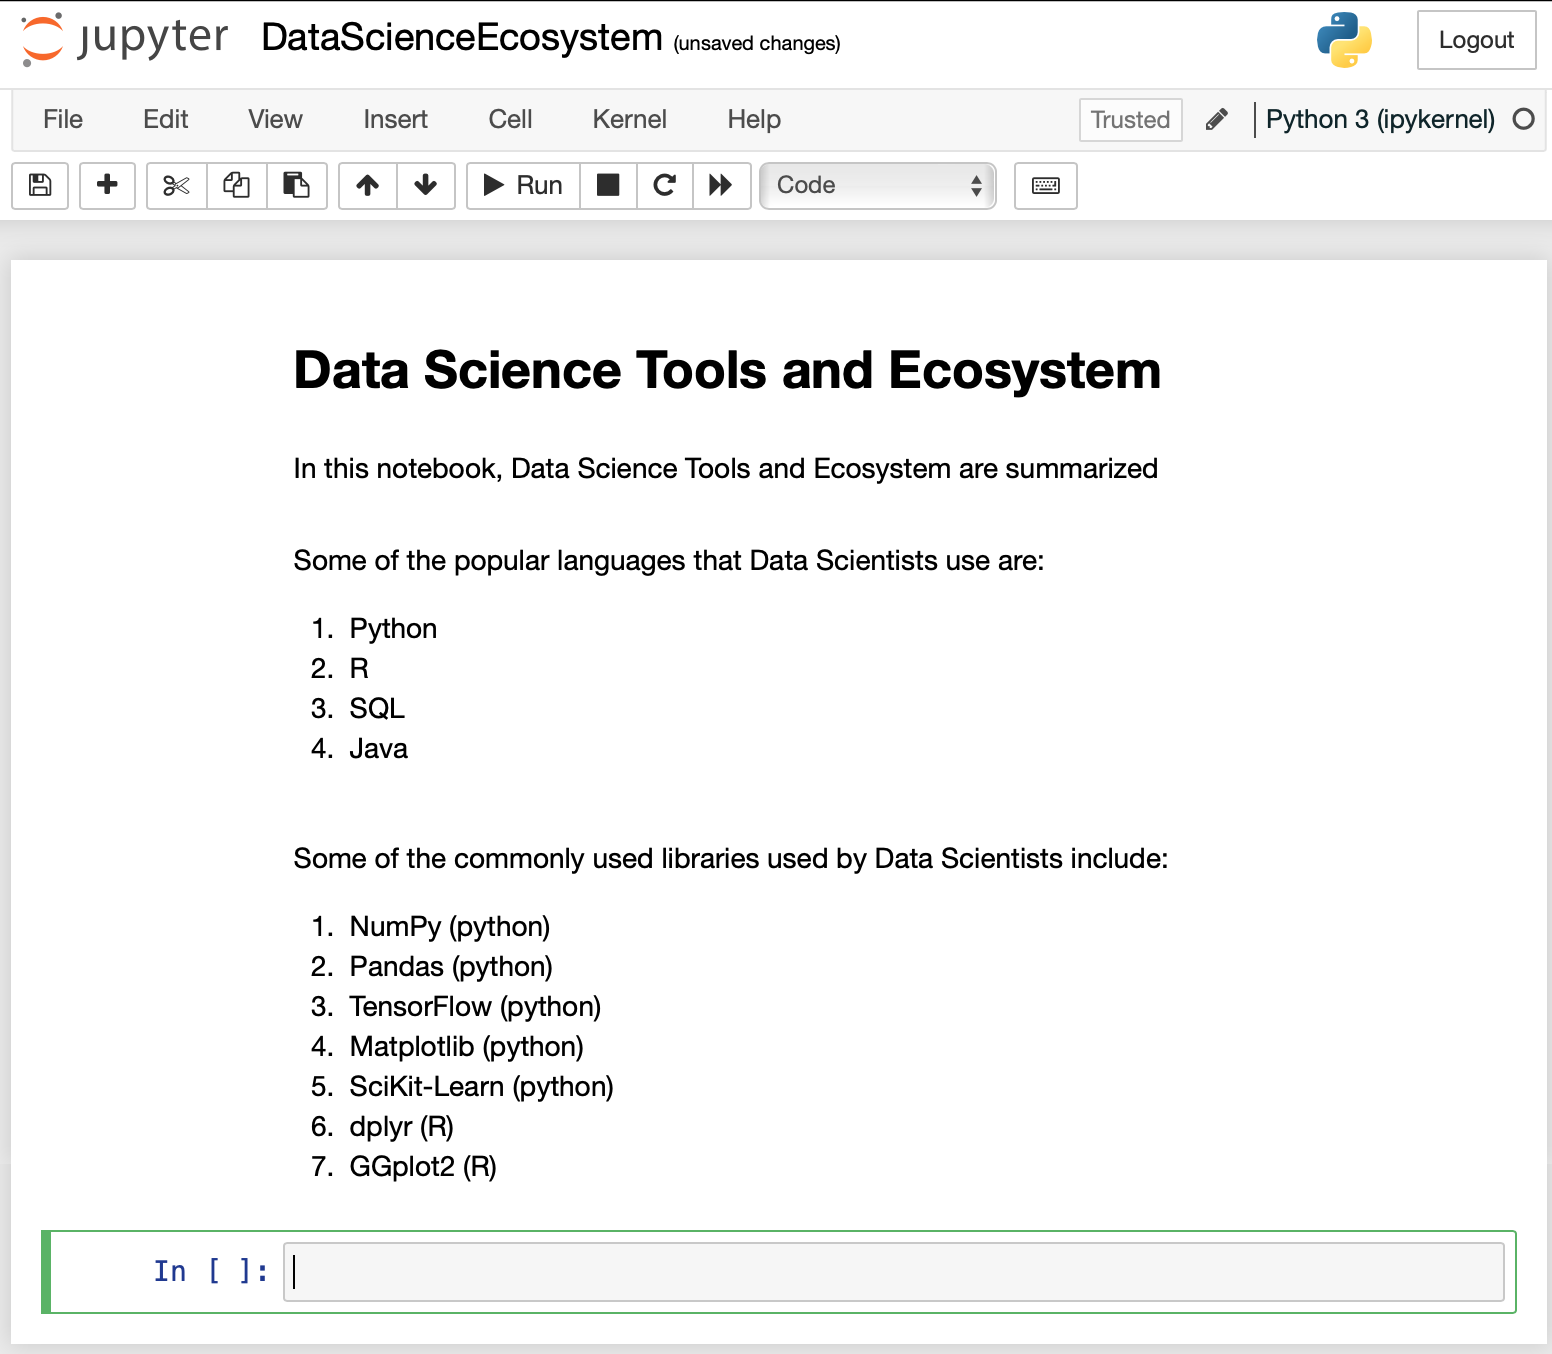 jupyter DataScienceEcosystem (unsaved changes) Logout
File Edit View Insert Cell Kernel Help Trusted Python 3 (ipykernel)
Run Code
Data Science Tools and Ecosystem
In this notebook, Data Science Tools and Ecosystem are summarized
Some of the popular languages that Data Scientists use are:
1. Python
2. R
3. SQL
4. Java
Some of the commonly used libraries used by Data Scientists include:
1. NumPy (python)
2. Pandas (python)
3. TensorFlow (python)
4. Matplotlib (python)
5. SciKit-Learn (python)
6. dplyr (R)
7. GGplot2 (R)
In [ ]: